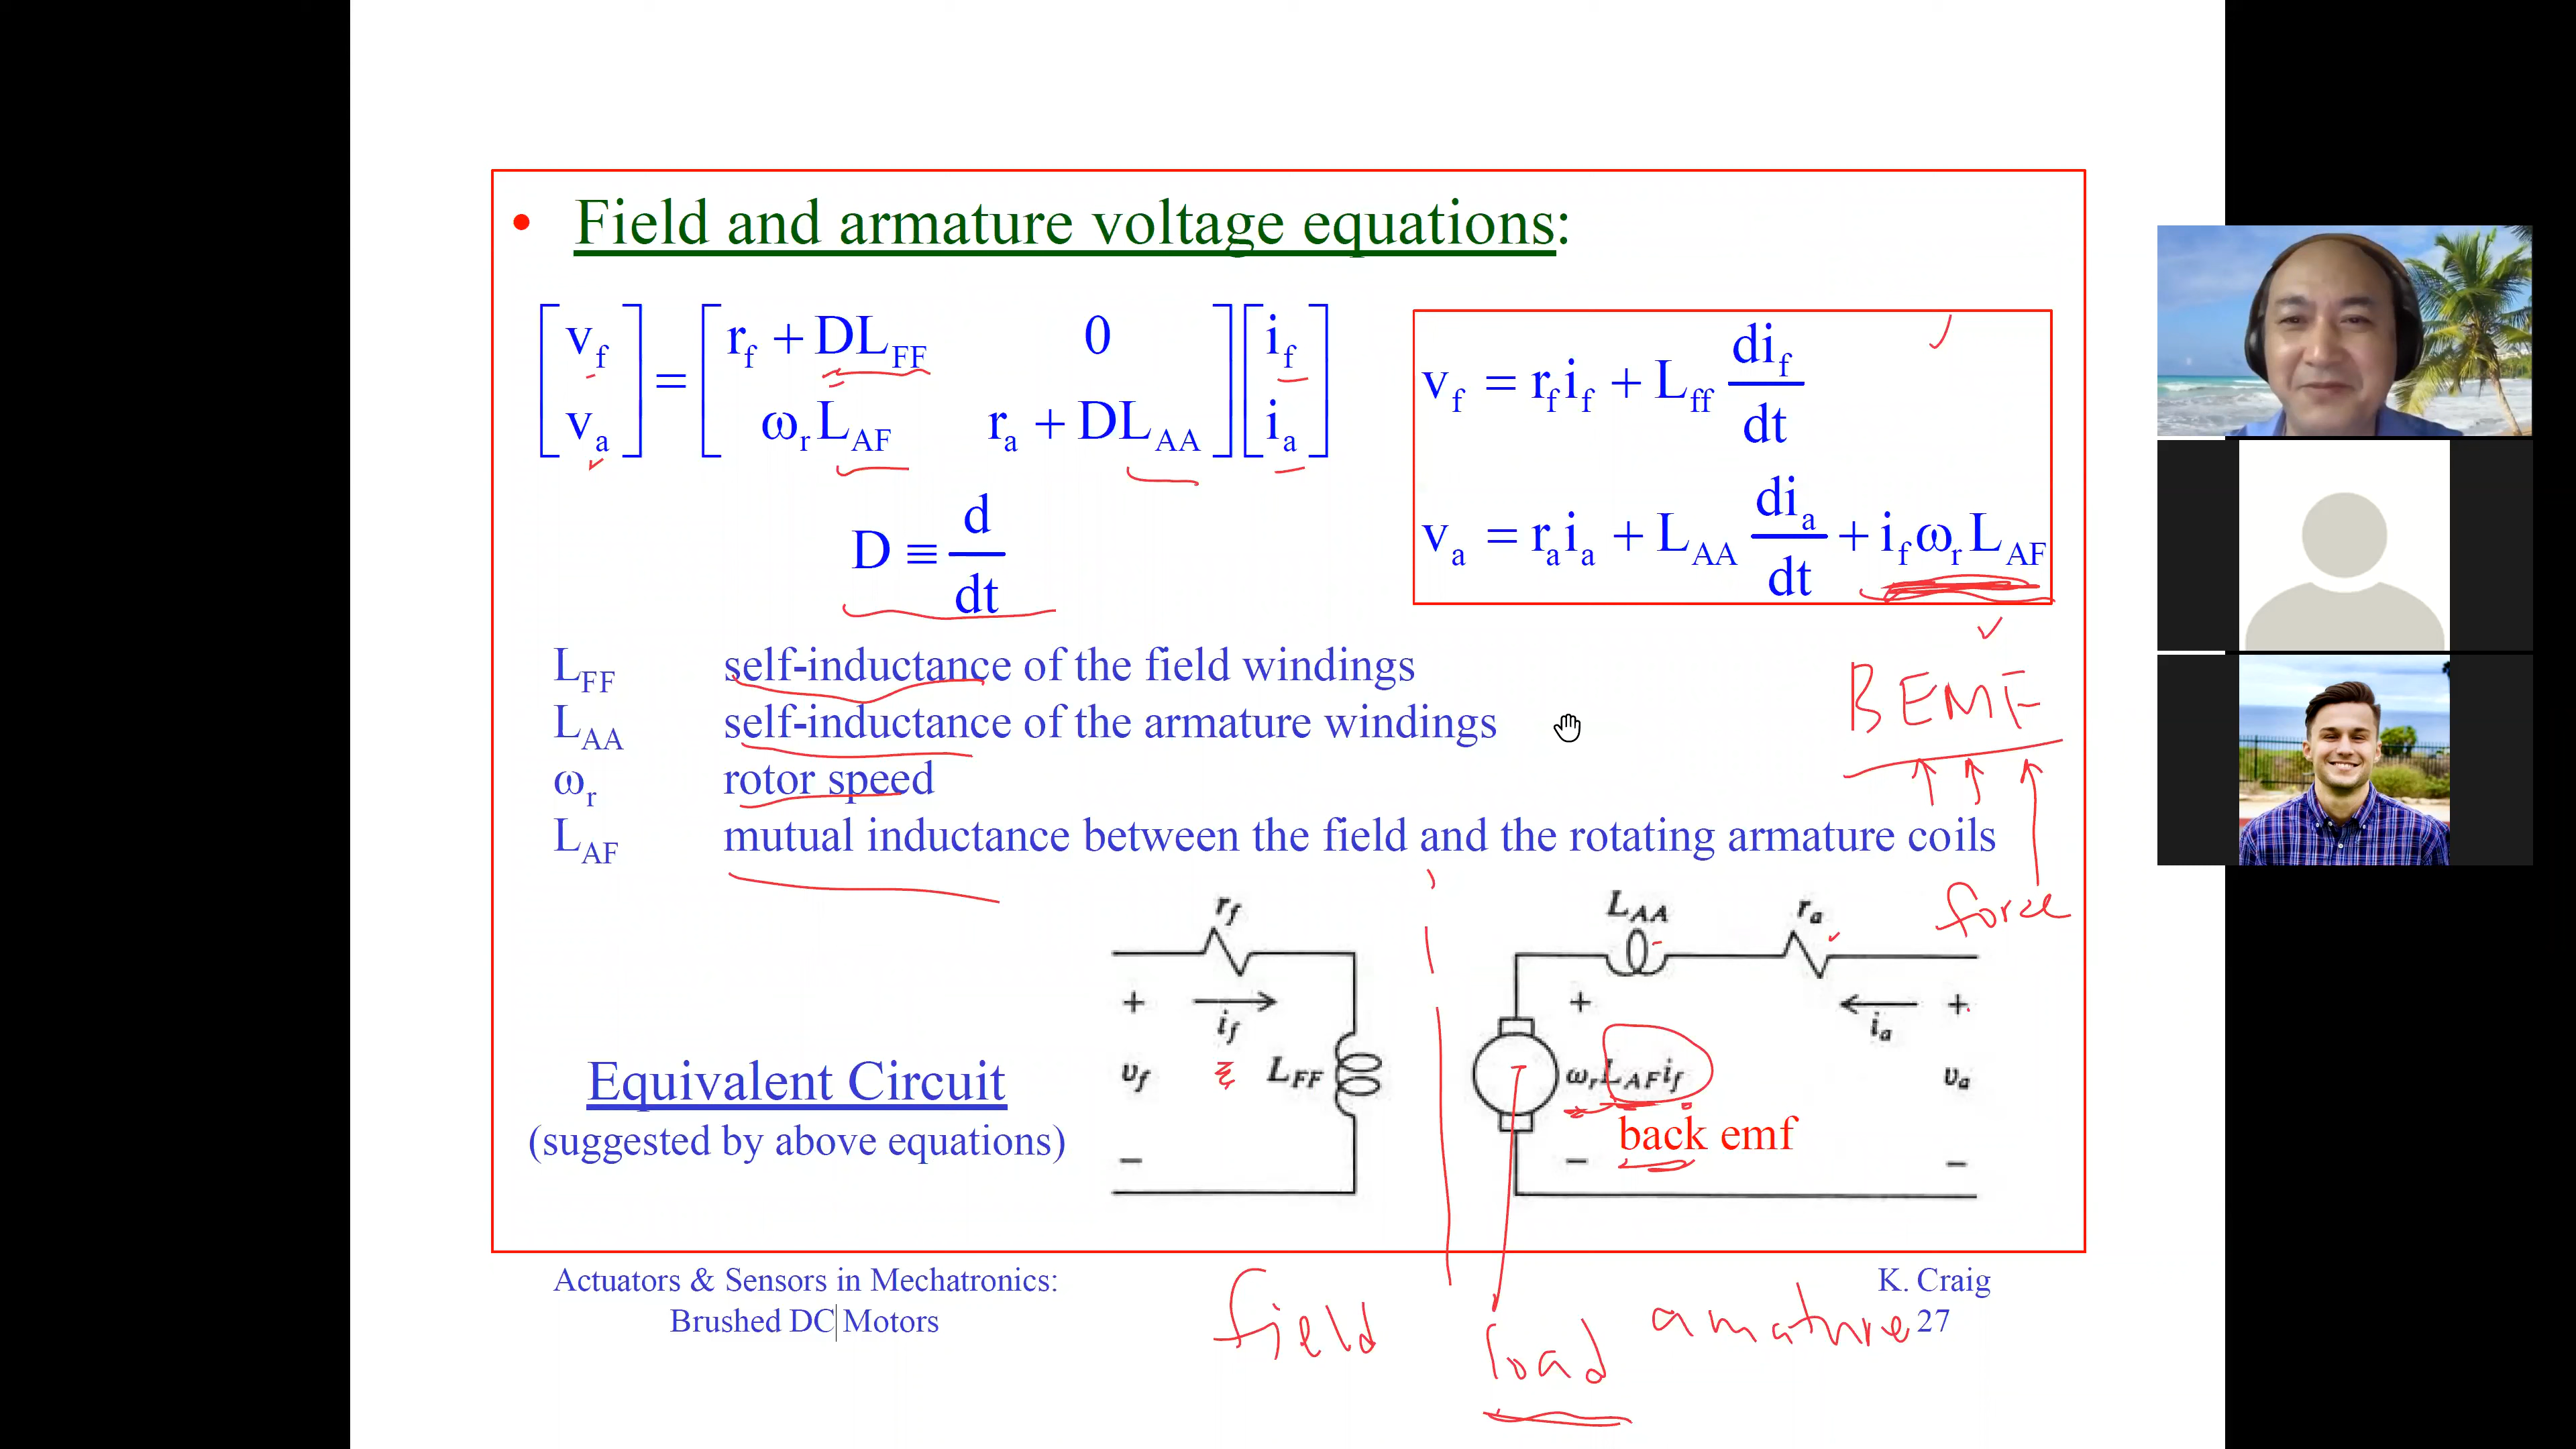 • Field and armature voltage equations:
[v_f; v_a] = [r_f + DL_FF 0; ω_r L_AF r_a + DL_AA][i_f; i_a]
D ≡ d/dt
v_f = r_f i_f + L_ff di_f/dt
v_a = r_a i_a + L_AA di_a/dt + i_f ω_r L_AF
BEMF
force
L_FF self-inductance of the field windings
L_AA self-inductance of the armature windings
ω_r rotor speed
L_AF mutual inductance between the field and the rotating armature coils
Equivalent Circuit
(suggested by above equations)
r_f
+ i_f
v_f L_FF
−
L_AA r_a
+ i_a +
ω_r L_AF i_f v_a
back emf
− −
field
load
amature
Actuators & Sensors in Mechatronics:
Brushed DC Motors
K. Craig
27